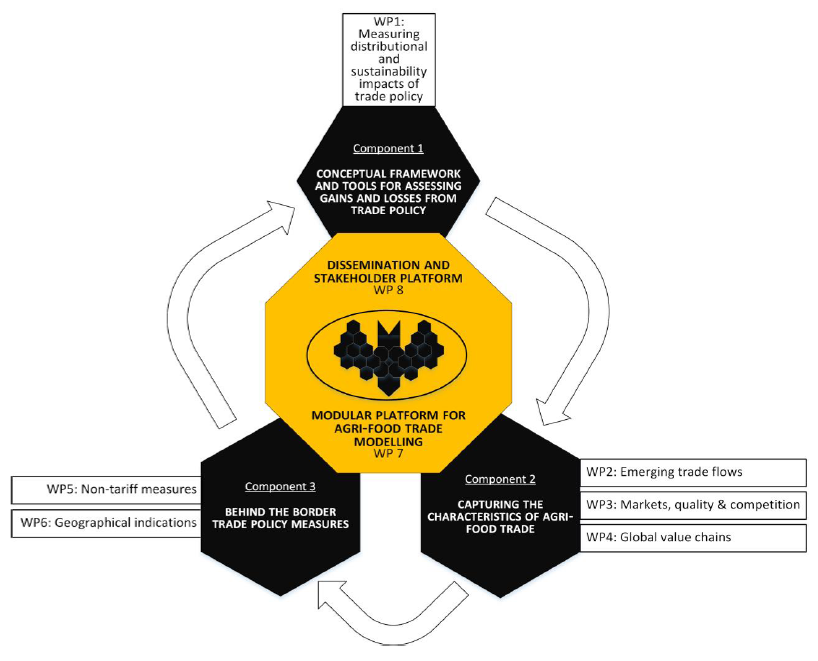 WP1:
Measuring
distributional
and
sustainability
impacts of
trade policy
Component 1
CONCEPTUAL FRAMEWORK
AND TOOLS FOR ASSESSING
GAINS AND LOSSES FROM
TRADE POLICY
DISSEMINATION AND
STAKEHOLDER PLATFORM
WP 8
MODULAR PLATFORM FOR
AGRI-FOOD TRADE
MODELLING
WP 7
Component 2
CAPTURING THE
CHARACTERISTICS OF AGRI-
FOOD TRADE
WP2: Emerging trade flows
WP3: Markets, quality & competition
WP4: Global value chains
Component 3
BEHIND THE BORDER
TRADE POLICY MEASURES
WP5: Non-tariff measures
WP6: Geographical indications